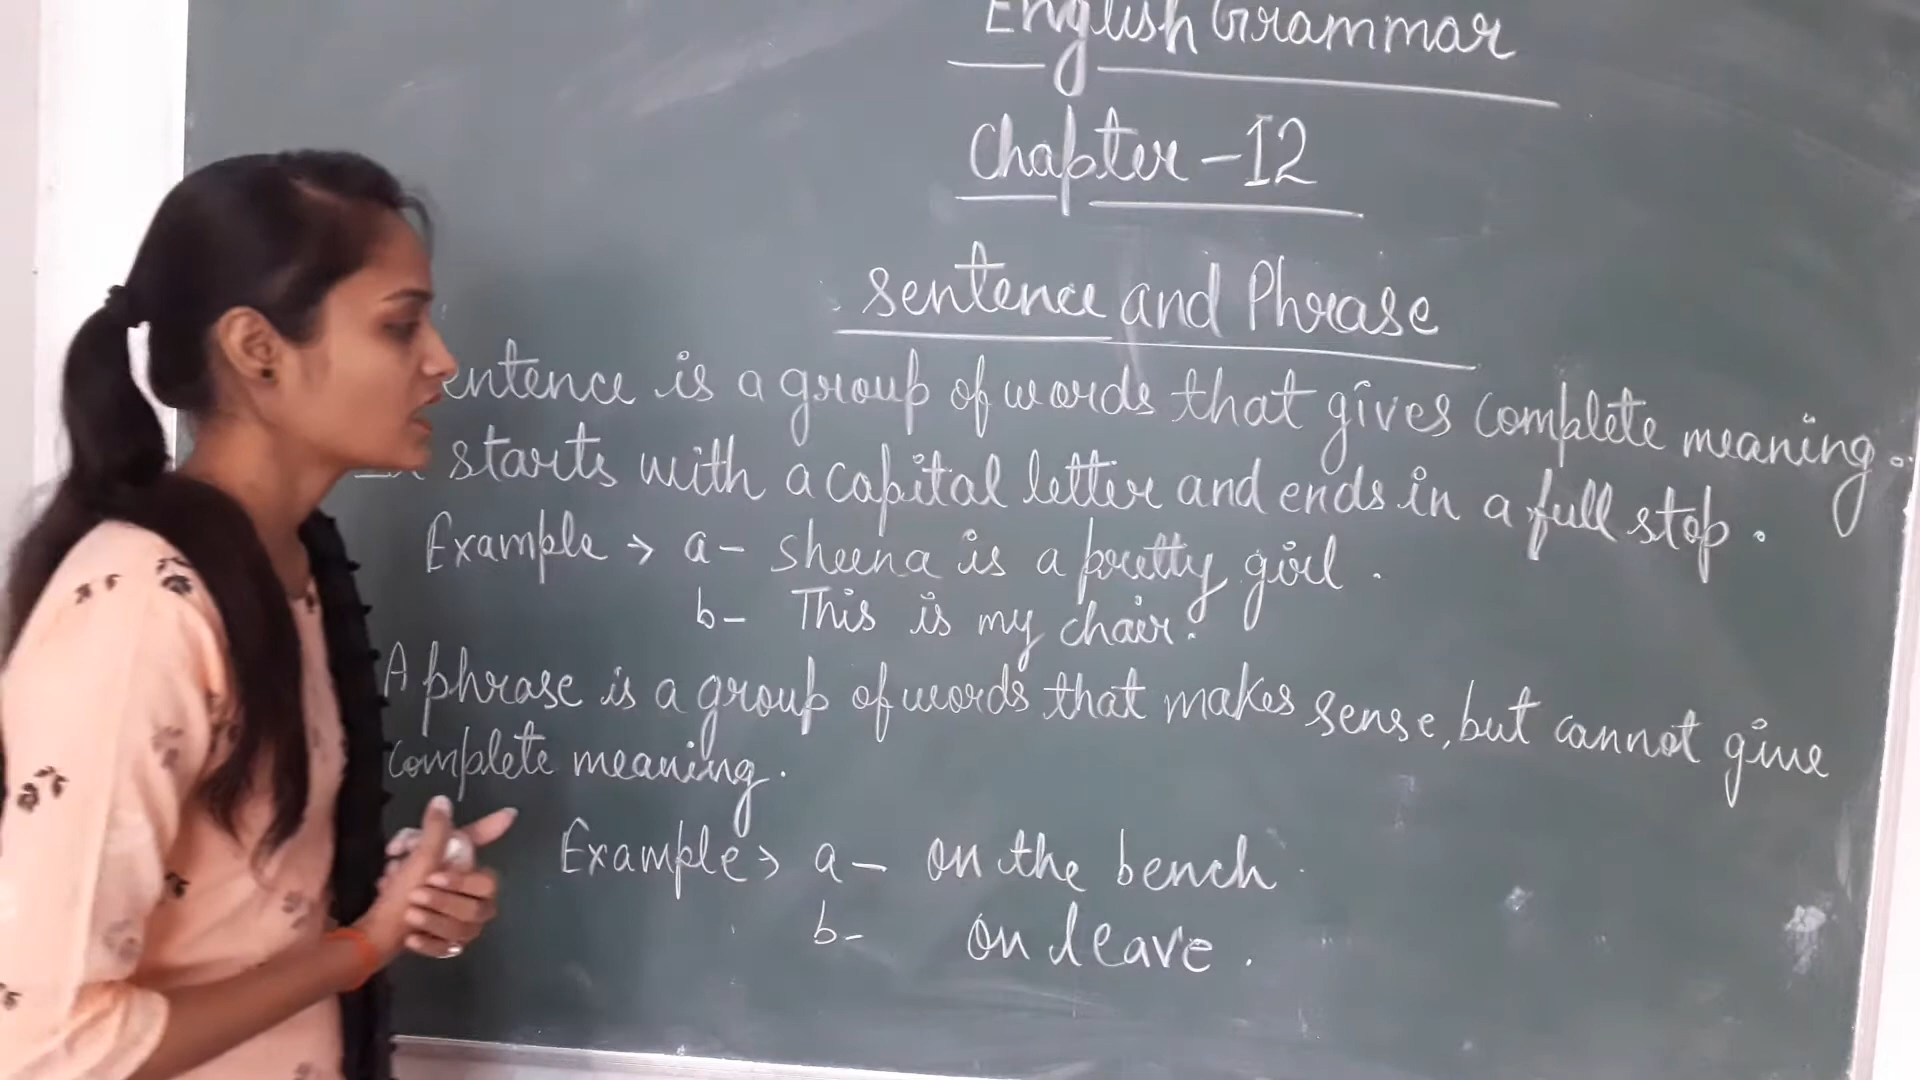 English Grammar
Chapter - 12
Sentence and Phrase
entence is a group of words that gives complete meaning.
starts with a capital letter and ends in a full stop.
Example → a- Sheena is a pretty girl.
b- This is my chair.
A phrase is a group of words that makes sense, but cannot give
complete meaning.
Example > a- on the bench
b- on leave.